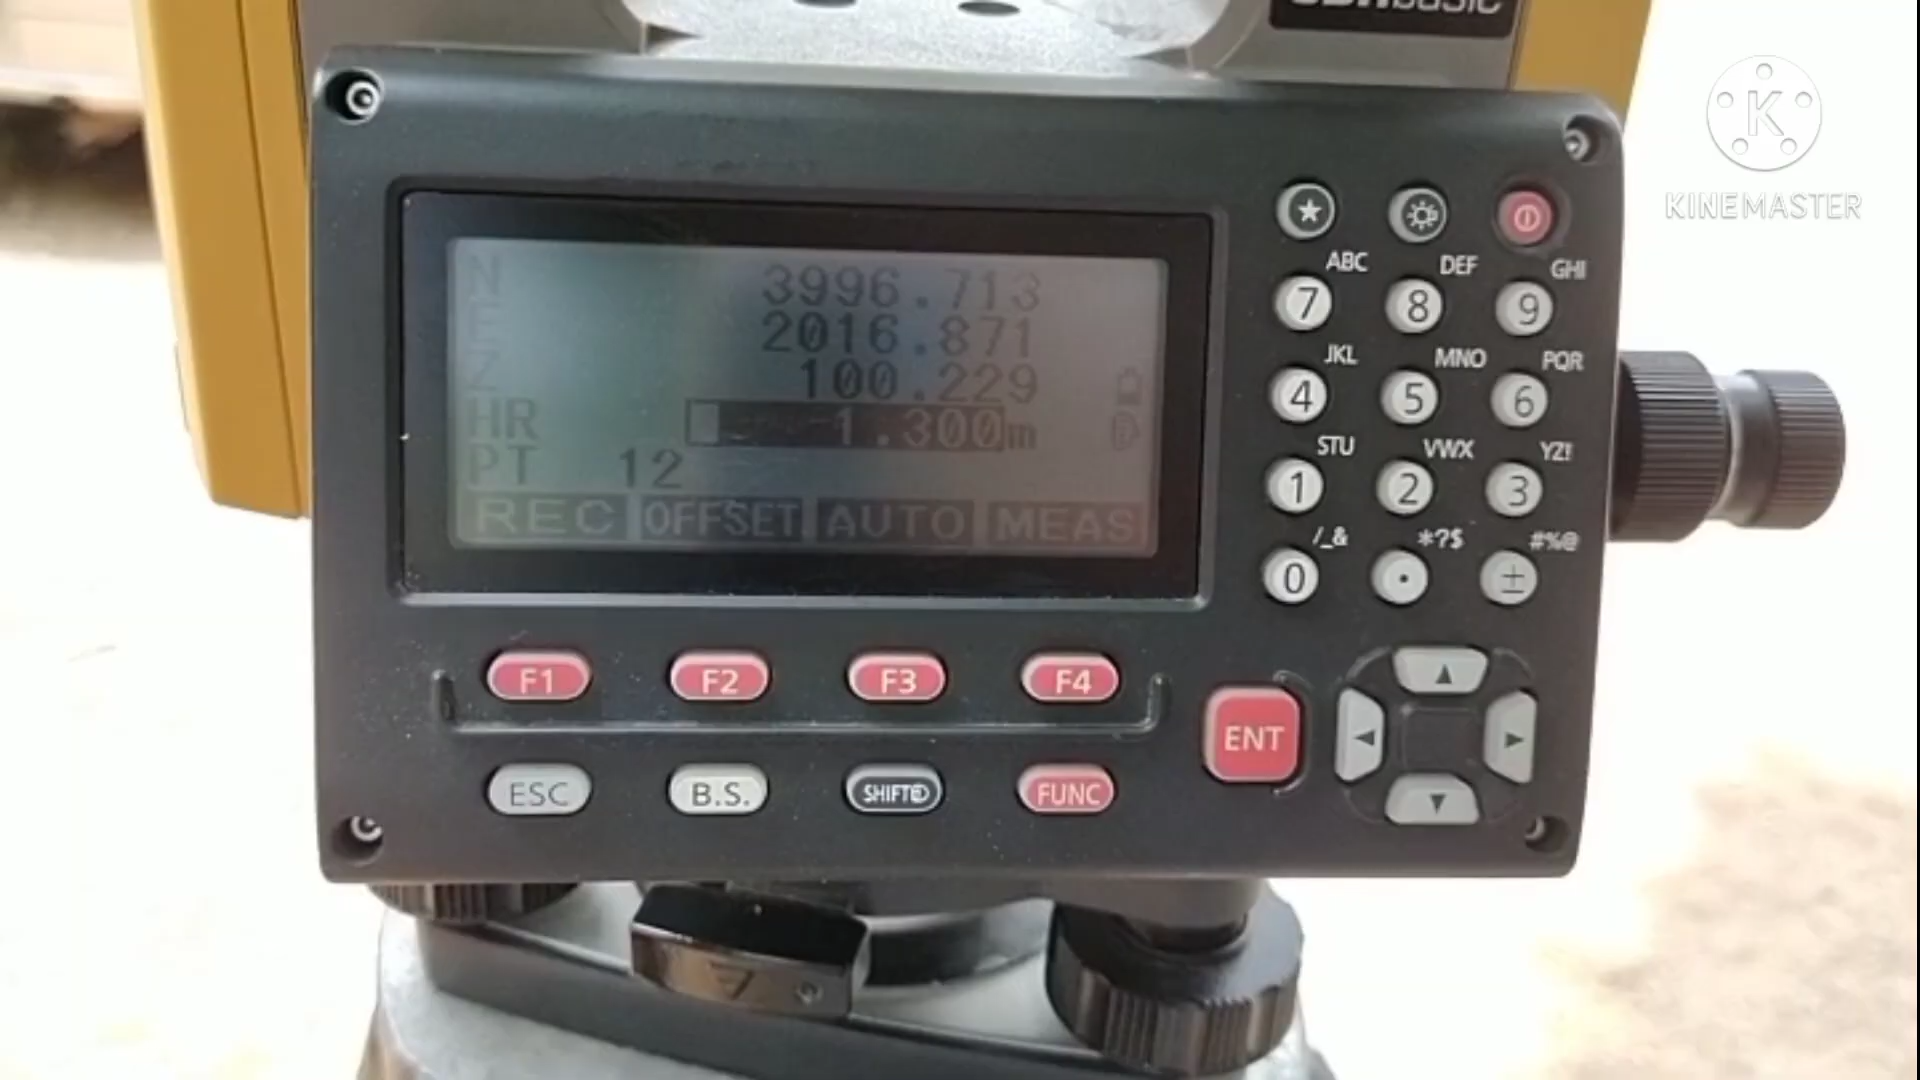 basic
K
KINEMASTER
N 3996.713
E 2016.871
Z 100.229
HR 1.300m
PT 12
REC OFFSET AUTO MEAS
ABC DEF GHI
7 8 9
JKL MNO PQR
4 5 6
STU VWX YZ!
1 2 3
/_& *?$ #%@
0 . ±
F1 F2 F3 F4
ENT
ESC B.S. SHIFT FUNC